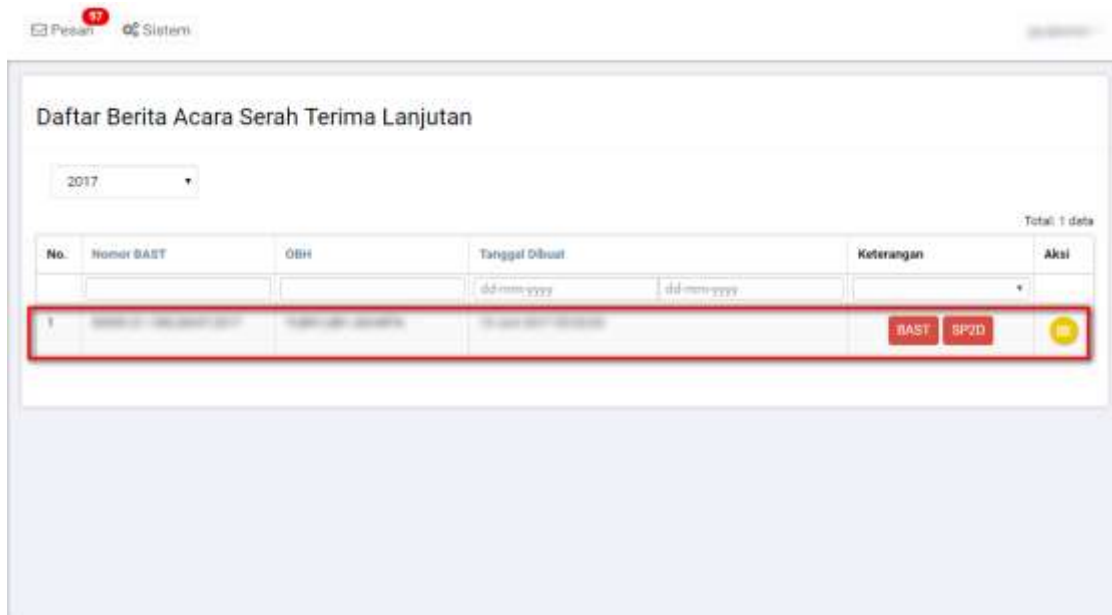 Pesan 57 Sistem
Daftar Berita Acara Serah Terima Lanjutan
2017
Total: 1 data
No. Nomor BAST OBH Tanggal Dibuat Keterangan Aksi
dd-mm-yyyy dd-mm-yyyy
1 BAST SP2D